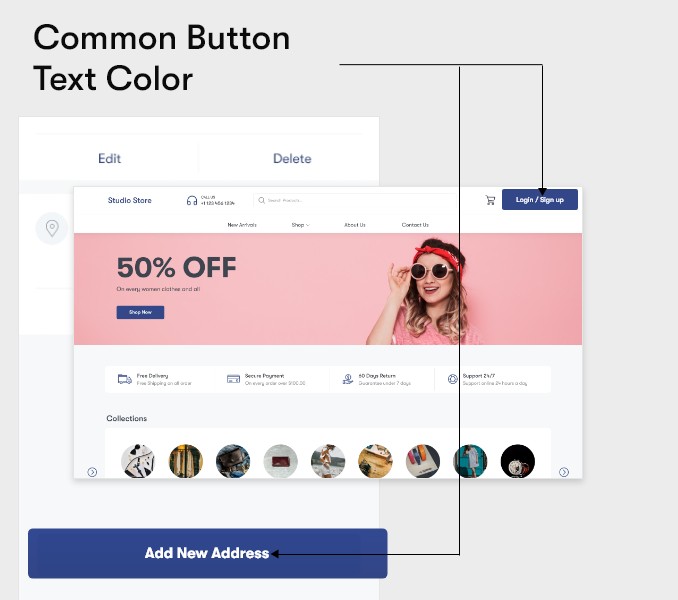 Common Button
Text Color
Edit
Delete
Studio Store
CALL US
+1 123 456 1234
Search Products...
Login / Sign up
New Arrivals
Shop
About Us
Contact Us
50% OFF
On every women clothes and all
Shop Now
Free Delivery
Free Shipping on all order
Secure Payment
On every order over $100.00
60 Days Return
Guarantee under 7 days
Support 24/7
Support online 24 hours a day
Collections
Add New Address